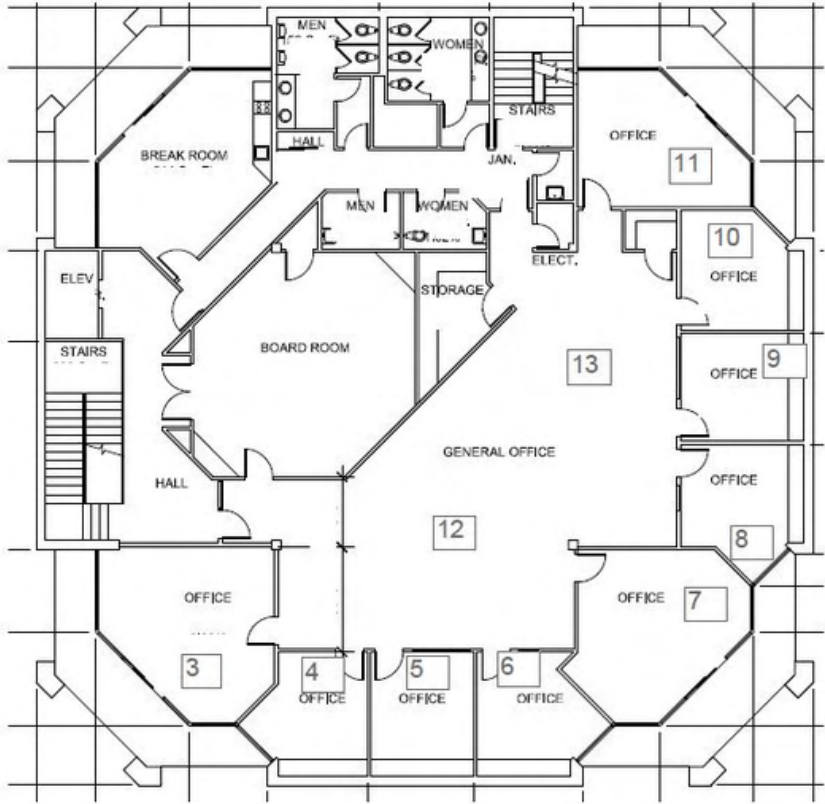 MEN
WOMEN
STAIRS
HALL
JAN.
BREAK ROOM
OFFICE
11
MEN
WOMEN
10
OFFICE
ELEV
ELECT.
STORAGE
STAIRS
BOARD ROOM
13
OFFICE
9
GENERAL OFFICE
HALL
OFFICE
12
8
OFFICE
OFFICE
7
3
4
5
6
OFFICE
OFFICE
OFFICE